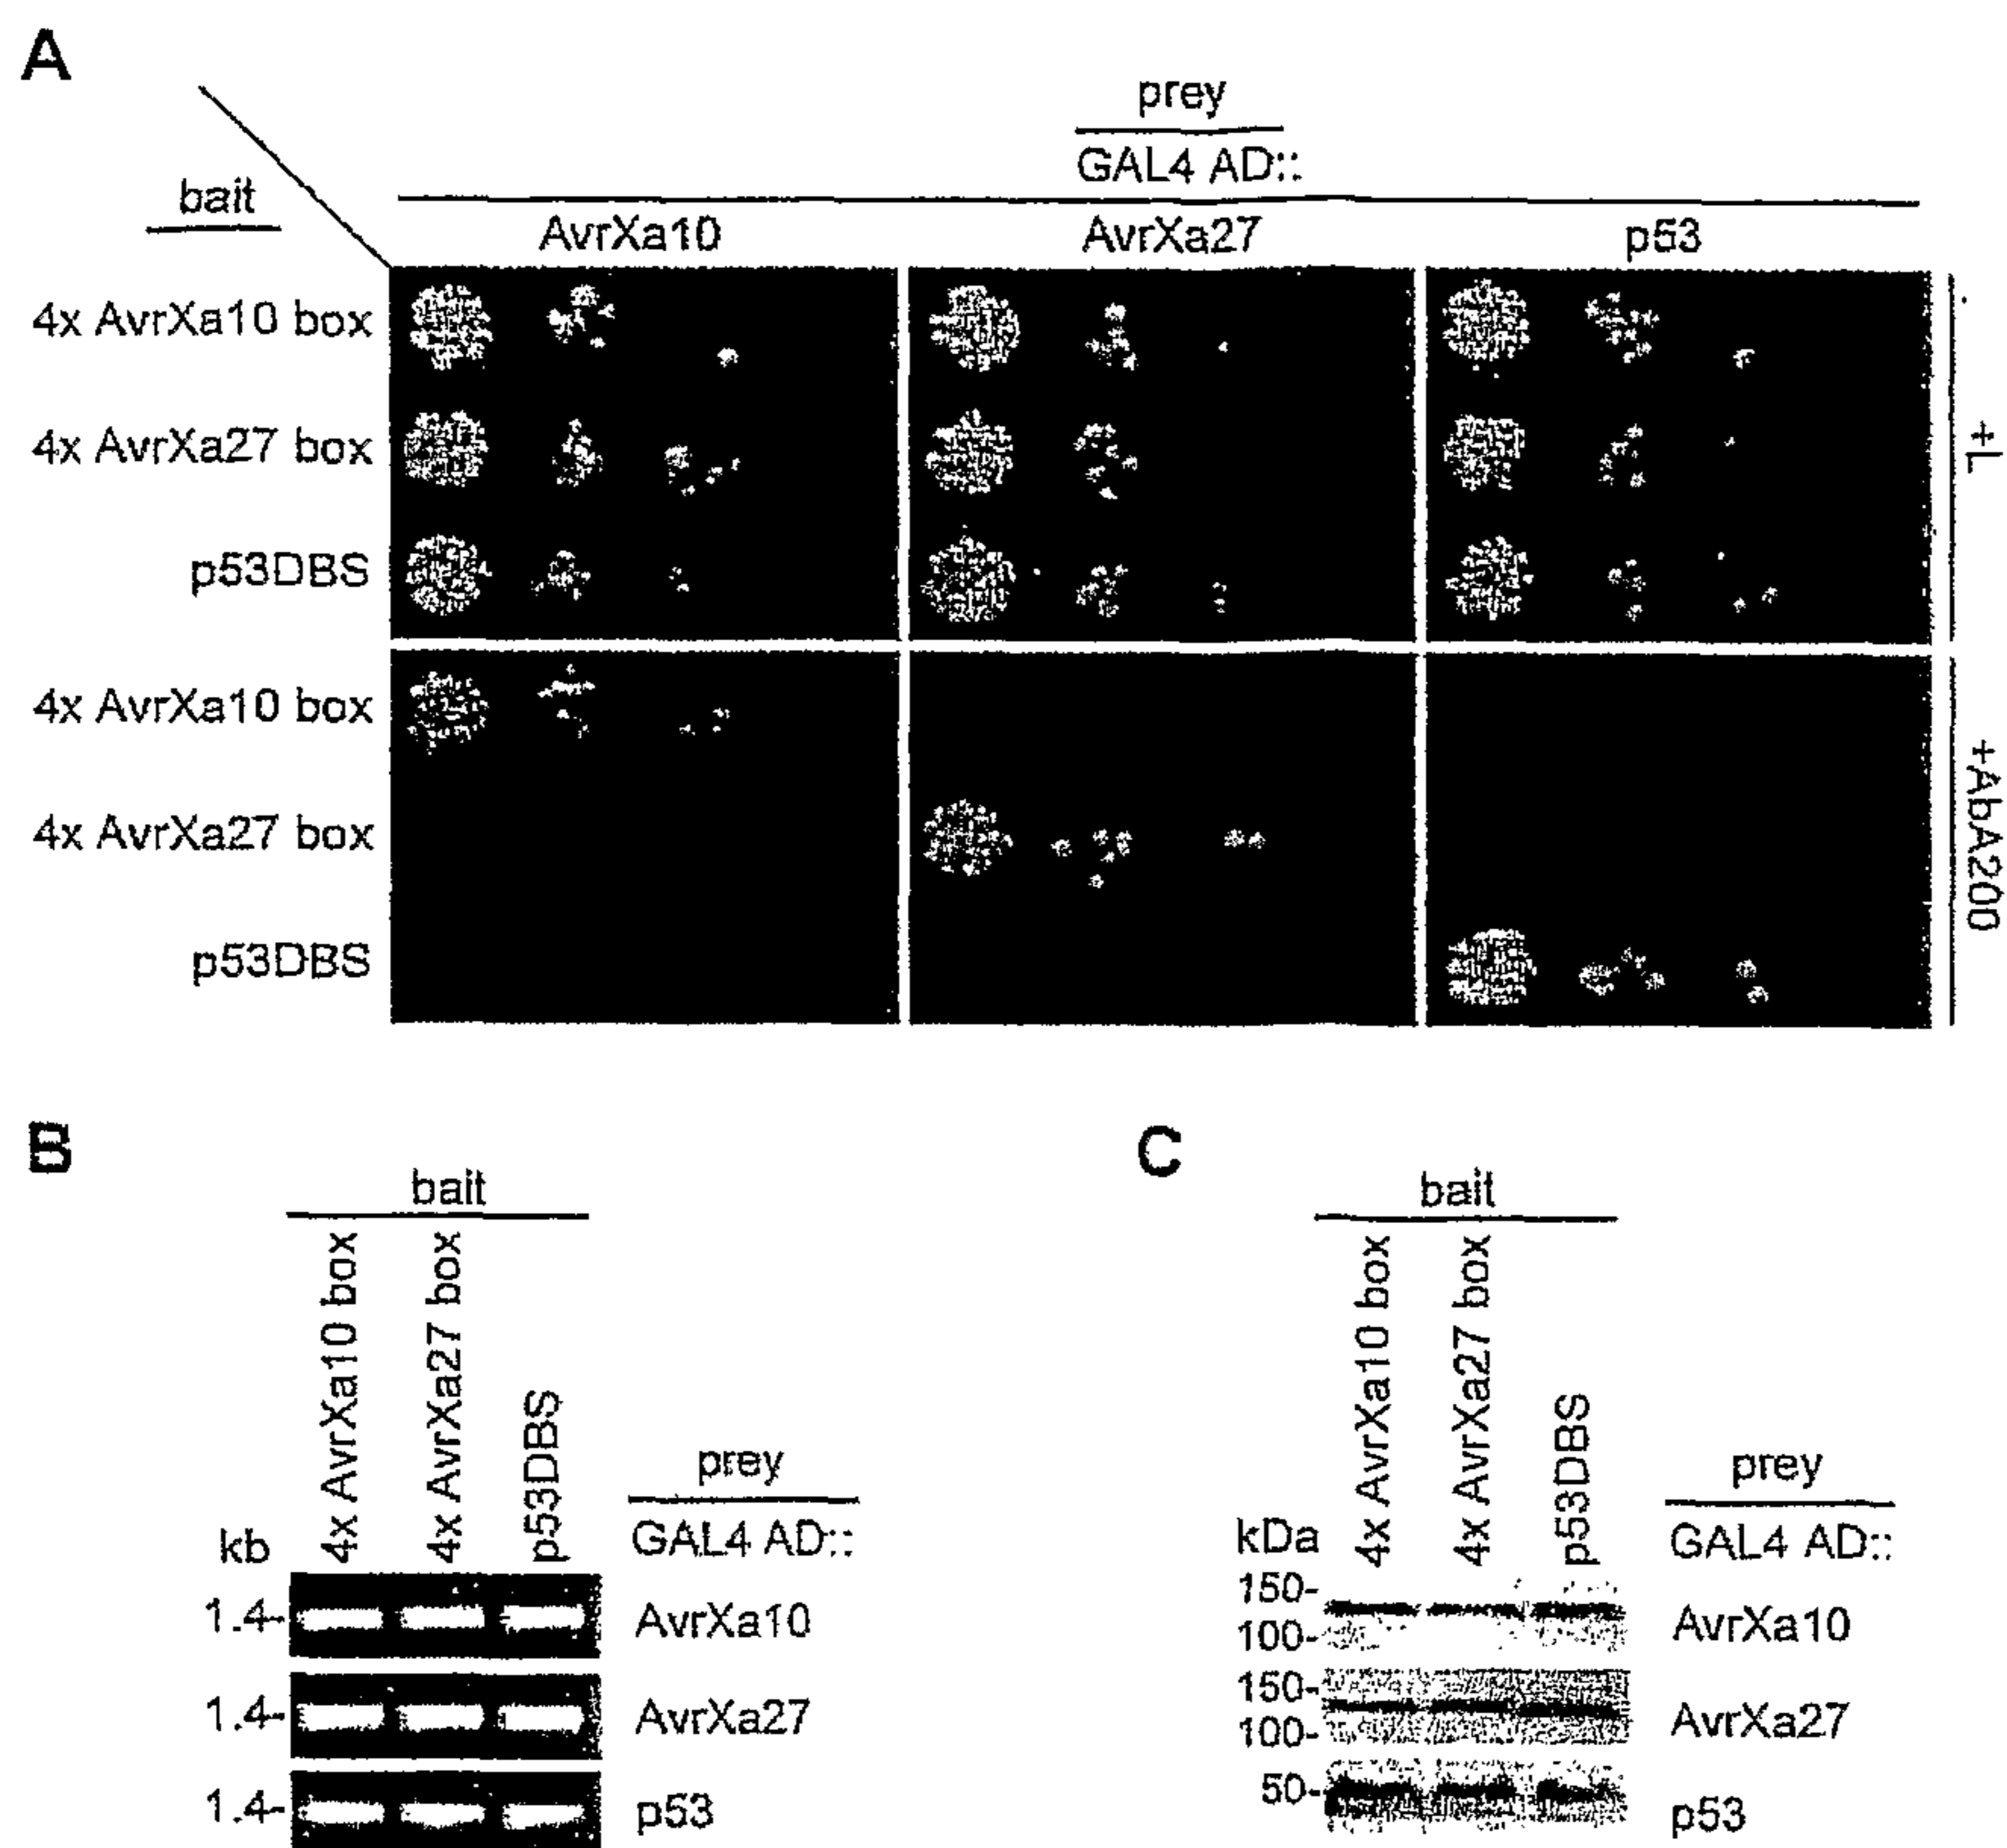 A
prey
GAL4 AD::
bait
AvrXa10 AvrXa27 p53
4x AvrXa10 box
4x AvrXa27 box
p53DBS
+L
4x AvrXa10 box
4x AvrXa27 box
p53DBS
+AbA200
B
bait
4x AvrXa10 box
4x AvrXa27 box
p53DBS
prey
kb
GAL4 AD::
1.4- AvrXa10
1.4- AvrXa27
1.4- p53
C
bait
4x AvrXa10 box
4x AvrXa27 box
p53DBS
prey
kDa
GAL4 AD::
150-
100-
AvrXa10
150-
100-
AvrXa27
50-
p53